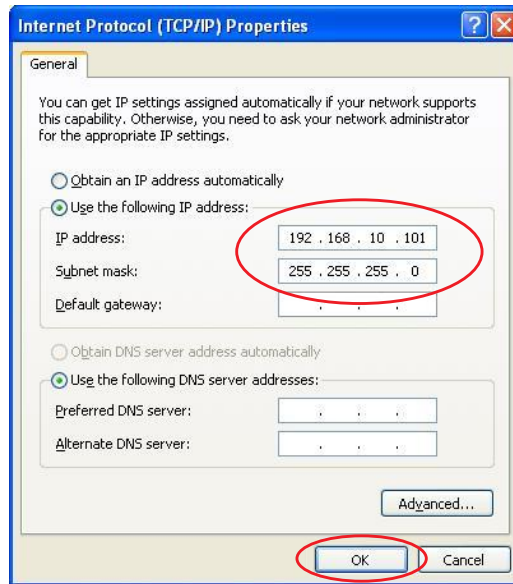 Internet Protocol (TCP/IP) Properties
General
You can get IP settings assigned automatically if your network supports
this capability. Otherwise, you need to ask your network administrator
for the appropriate IP settings.
Obtain an IP address automatically
Use the following IP address:
IP address: 192 . 168 . 10 . 101
Subnet mask: 255 . 255 . 255 . 0
Default gateway: . . .
Obtain DNS server address automatically
Use the following DNS server addresses:
Preferred DNS server: . . .
Alternate DNS server: . . .
Advanced...
OK Cancel